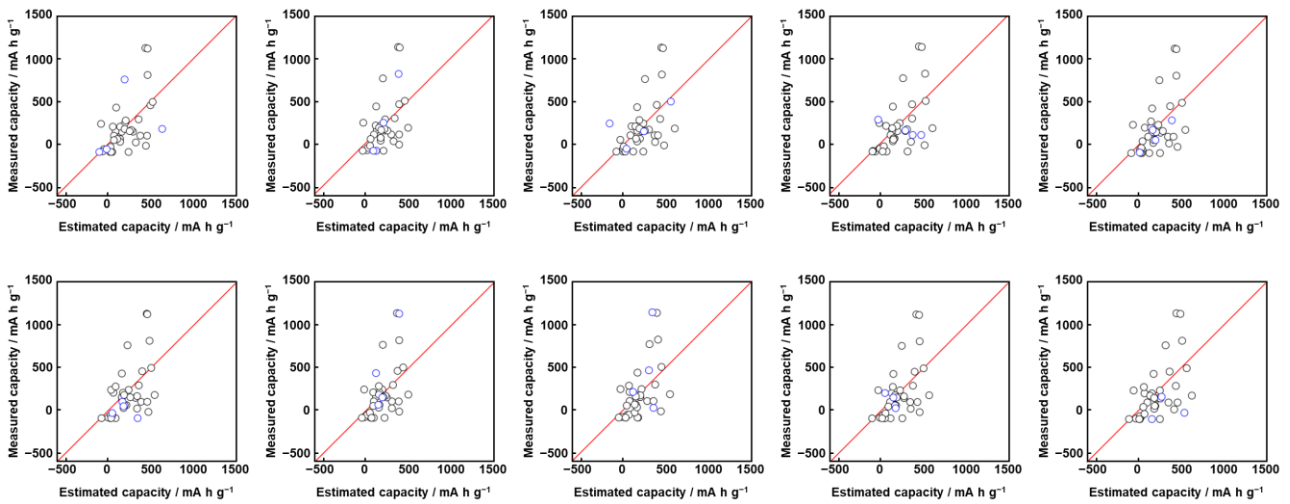 1500 1500 1500 1500 1500
1000 1000 1000 1000 1000
500 500 500 500 500
0 0 0 0 0
−500 −500 −500 −500 −500
Measured capacity / mA h g⁻¹ Measured capacity / mA h g⁻¹ Measured capacity / mA h g⁻¹ Measured capacity / mA h g⁻¹ Measured capacity / mA h g⁻¹
−500 0 500 1000 1500 −500 0 500 1000 1500 −500 0 500 1000 1500 −500 0 500 1000 1500 −500 0 500 1000 1500
Estimated capacity / mA h g⁻¹ Estimated capacity / mA h g⁻¹ Estimated capacity / mA h g⁻¹ Estimated capacity / mA h g⁻¹ Estimated capacity / mA h g⁻¹
1500 1500 1500 1500 1500
1000 1000 1000 1000 1000
500 500 500 500 500
0 0 0 0 0
−500 −500 −500 −500 −500
Measured capacity / mA h g⁻¹ Measured capacity / mA h g⁻¹ Measured capacity / mA h g⁻¹ Measured capacity / mA h g⁻¹ Measured capacity / mA h g⁻¹
−500 0 500 1000 1500 −500 0 500 1000 1500 −500 0 500 1000 1500 −500 0 500 1000 1500 −500 0 500 1000 1500
Estimated capacity / mA h g⁻¹ Estimated capacity / mA h g⁻¹ Estimated capacity / mA h g⁻¹ Estimated capacity / mA h g⁻¹ Estimated capacity / mA h g⁻¹